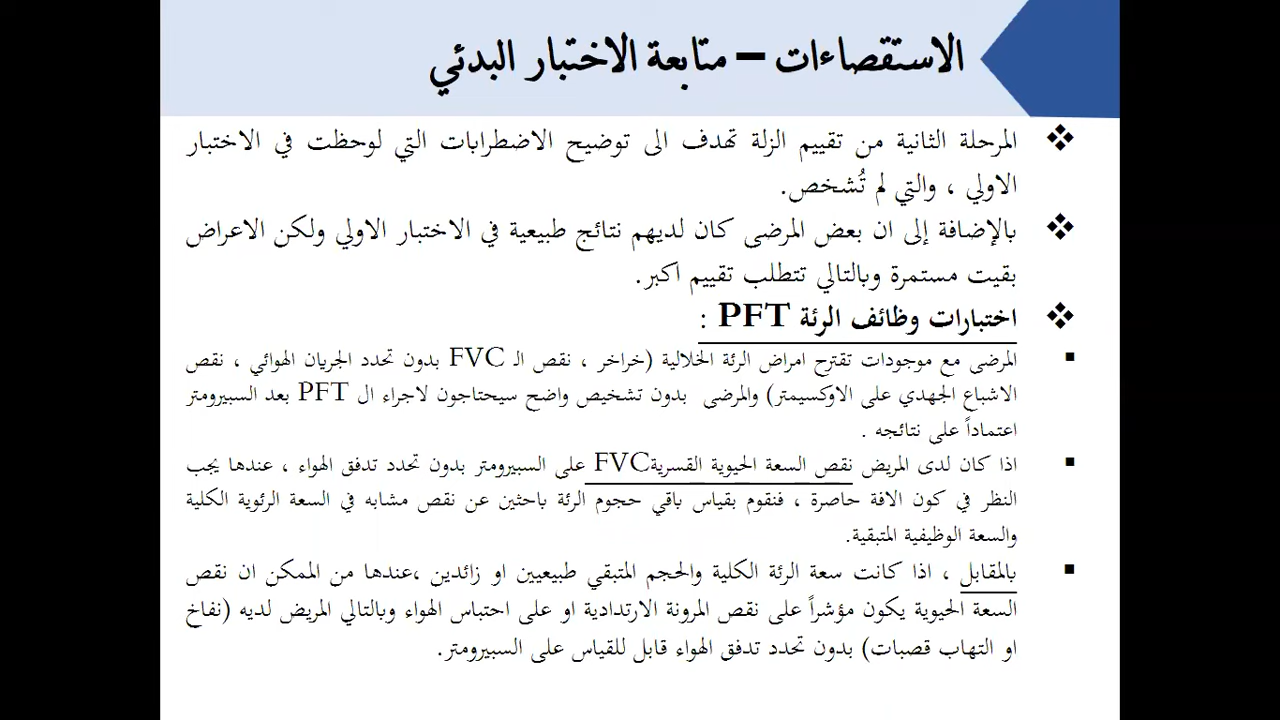 الاستقصاءات – متابعة الاختبار البدئي
❖ المرحلة الثانية من تقييم الزلة تهدف الى توضيح الاضطرابات التي لوحظت في الاختبار
الاولي ، والتي لم تُشخص.
❖ بالإضافة إلى ان بعض المرضى كان لديهم نتائج طبيعية في الاختبار الاولي ولكن الاعراض
بقيت مستمرة وبالتالي تتطلب تقييم اكبر.
❖ اختبارات وظائف الرئة PFT :
▪ المرضى مع موجودات تقترح امراض الرئة الخلالية (خراخر ، نقص الـ FVC بدون تحدد الجريان الهوائي ، نقص
الاشباع الجهدي على الاوكسيمتر) والمرضى بدون تشخيص واضح سيحتاجون لاجراء ال PFT بعد السبيرومتر
اعتماداً على نتائجه .
▪ اذا كان لدى المريض نقص السعة الحيوية القسريةFVC على السبيرومتر بدون تحدد تدفق الهواء ، عندها يجب
النظر في كون الافة حاصرة ، فنقوم بقياس باقي حجوم الرئة باحثين عن نقص مشابه في السعة الرئوية الكلية
والسعة الوظيفية المتبقية.
▪ بالمقابل ، اذا كانت سعة الرئة الكلية والحجم المتبقي طبيعيين او زائدين ،عندها من الممكن ان نقص
السعة الحيوية يكون مؤشراً على نقص المرونة الارتدادية او على احتباس الهواء وبالتالي المريض لديه (نفاخ
او التهاب قصبات) بدون تحدد تدفق الهواء قابل للقياس على السبيرومتر.